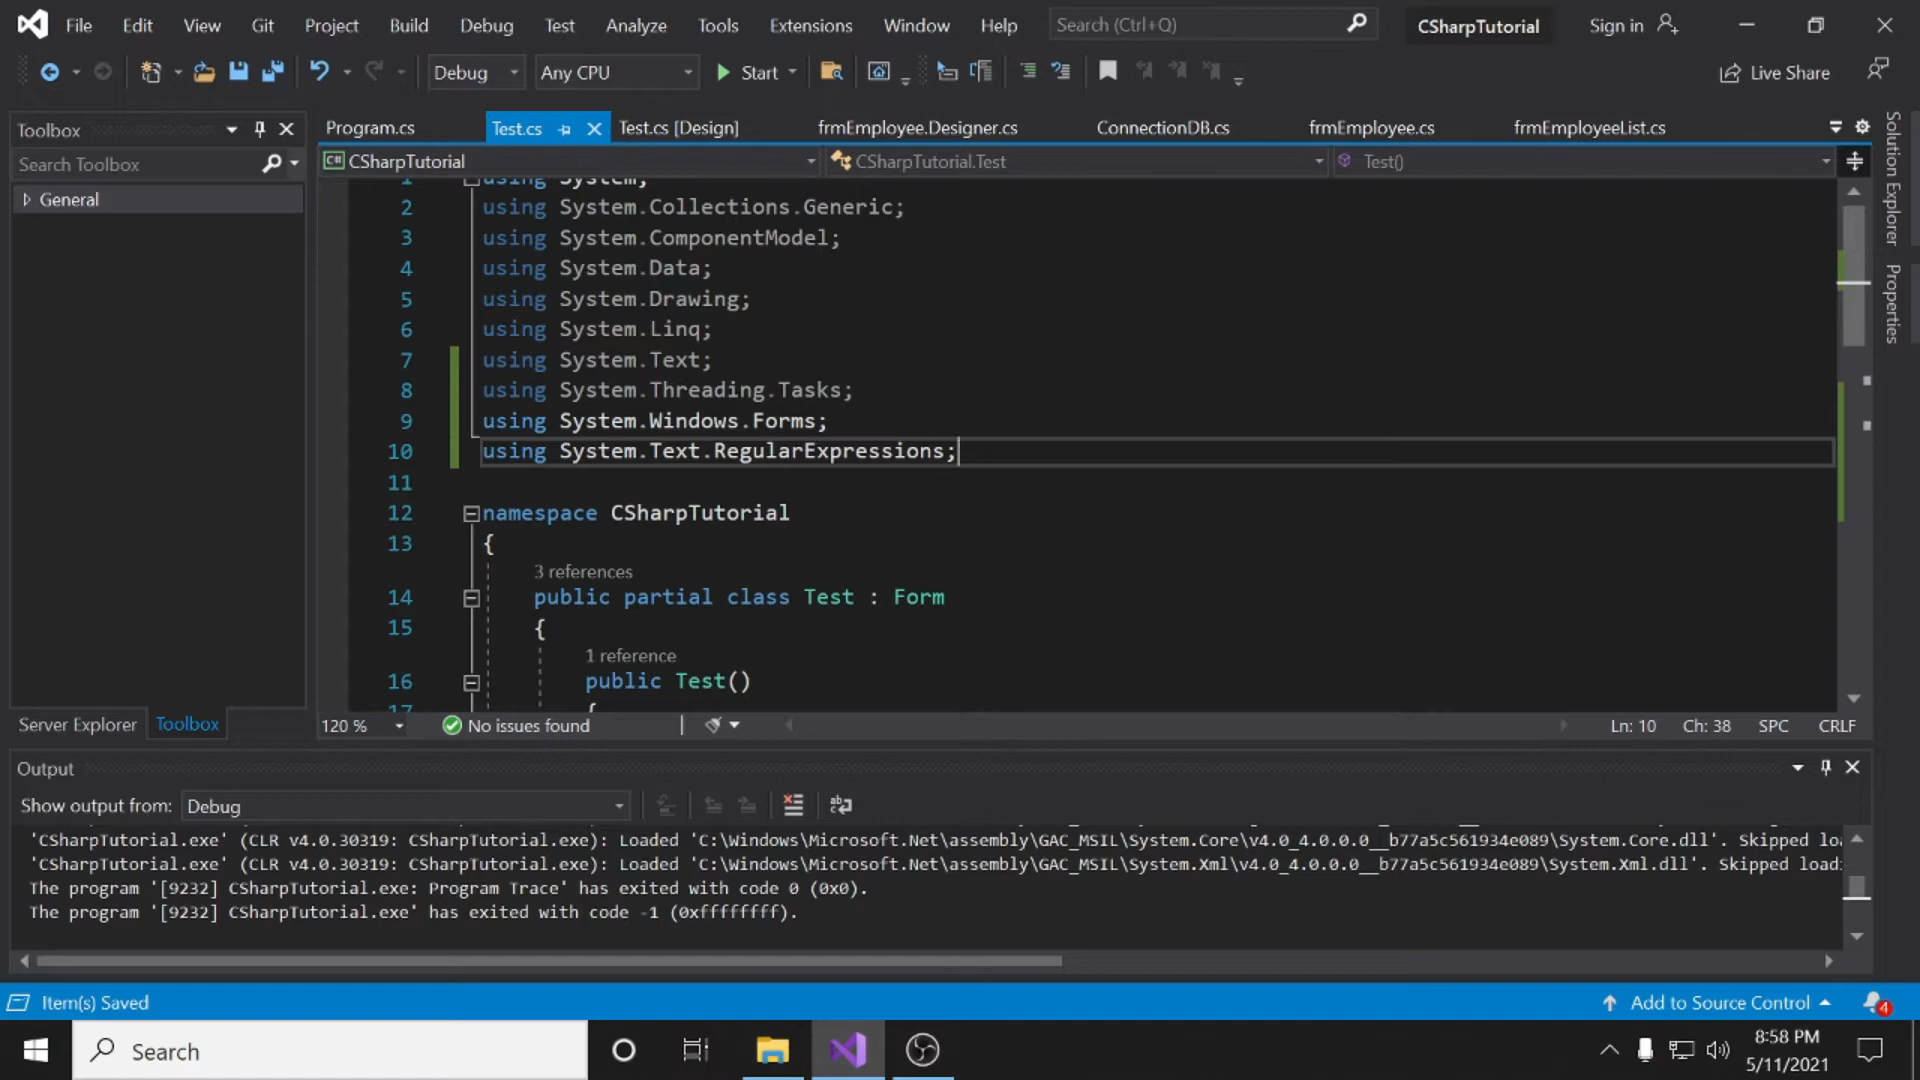 File Edit View Git Project Build Debug Test Analyze Tools Extensions Window Help Search (Ctrl+Q) CSharpTutorial Sign in
Debug Any CPU Start Live Share
Toolbox
Search Toolbox
General
Program.cs Test.cs Test.cs [Design] frmEmployee.Designer.cs ConnectionDB.cs frmEmployee.cs frmEmployeeList.cs
C# CSharpTutorial CSharpTutorial.Test Test()
1 using System;
2 using System.Collections.Generic;
3 using System.ComponentModel;
4 using System.Data;
5 using System.Drawing;
6 using System.Linq;
7 using System.Text;
8 using System.Threading.Tasks;
9 using System.Windows.Forms;
10 using System.Text.RegularExpressions;
11
12 namespace CSharpTutorial
13 {
3 references
14 public partial class Test : Form
15 {
1 reference
16 public Test()
17 {
Solution Explorer
Properties
Server Explorer Toolbox
120 % No issues found Ln: 10 Ch: 38 SPC CRLF
Output
Show output from: Debug
'CSharpTutorial.exe' (CLR v4.0.30319: CSharpTutorial.exe): Loaded 'C:\Windows\Microsoft.Net\assembly\GAC_MSIL\System.Core\v4.0_4.0.0.0__b77a5c561934e089\System.Core.dll'. Skipped loa
'CSharpTutorial.exe' (CLR v4.0.30319: CSharpTutorial.exe): Loaded 'C:\Windows\Microsoft.Net\assembly\GAC_MSIL\System.Xml\v4.0_4.0.0.0__b77a5c561934e089\System.Xml.dll'. Skipped loadi
The program '[9232] CSharpTutorial.exe: Program Trace' has exited with code 0 (0x0).
The program '[9232] CSharpTutorial.exe' has exited with code -1 (0xffffffff).
Item(s) Saved Add to Source Control 4
Search 8:58 PM
5/11/2021